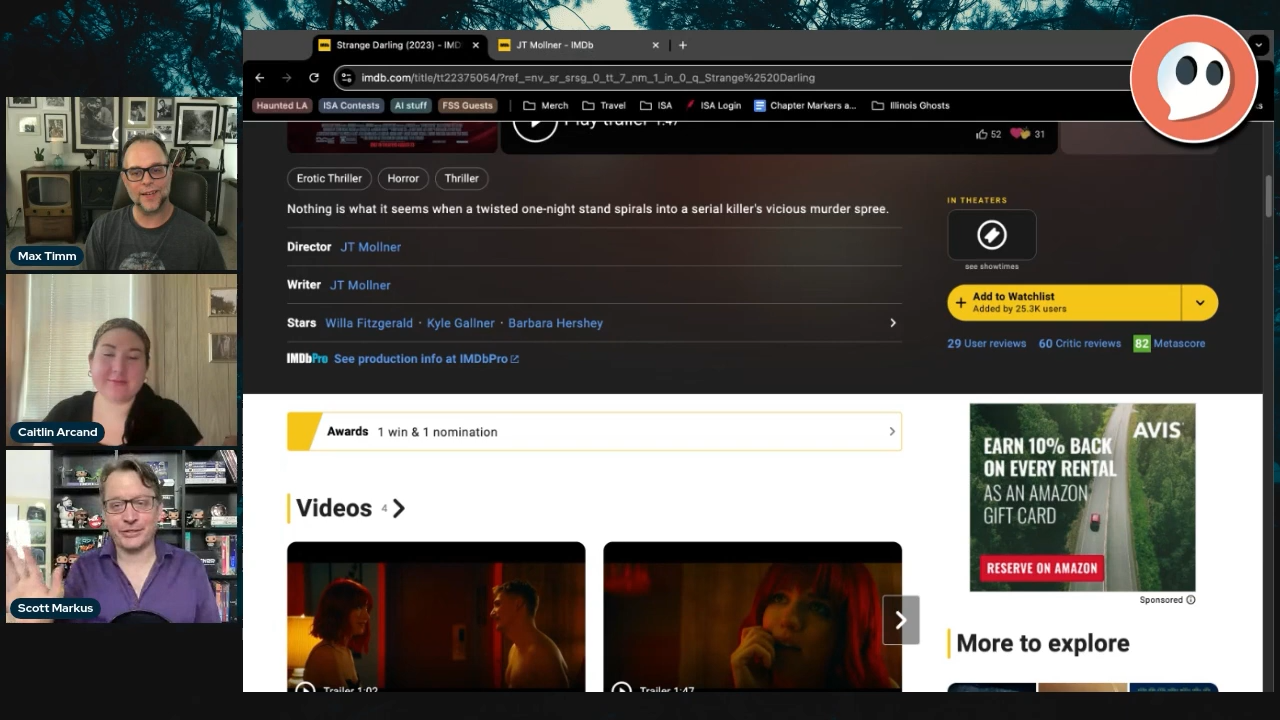 Strange Darling (2023) - IMD
JT Mollner - IMDb
imdb.com/title/tt22375054/?ref_=nv_sr_srsg_0_tt_7_nm_1_in_0_q_Strange%2520Darling
Haunted LA
ISA Contests
AI stuff
FSS Guests
Merch
Travel
ISA
ISA Login
Chapter Markers a...
Illinois Ghosts
Play trailer 1:47
52
31
Erotic Thriller
Horror
Thriller
Nothing is what it seems when a twisted one-night stand spirals into a serial killer's vicious murder spree.
Director JT Mollner
Writer JT Mollner
Stars Willa Fitzgerald · Kyle Gallner · Barbara Hershey
IMDbPro See production info at IMDbPro
IN THEATERS
see showtimes
+ Add to Watchlist
Added by 25.3K users
29 User reviews 60 Critic reviews 82 Metascore
Awards 1 win & 1 nomination
Videos 4
Trailer 1:02
Trailer 1:47
AVIS
EARN 10% BACK
ON EVERY RENTAL
AS AN AMAZON
GIFT CARD
RESERVE ON AMAZON
Sponsored
More to explore
Max Timm
Caitlin Arcand
Scott Markus